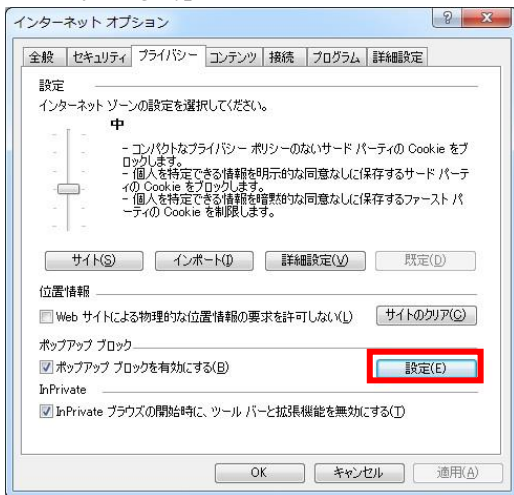 インターネット オプション
全般 セキュリティ プライバシー コンテンツ 接続 プログラム 詳細設定
設定
インターネット ゾーンの設定を選択してください。
中
- コンパクトなプライバシー ポリシーのないサード パーティの Cookie をブ
ロックします。
- 個人を特定できる情報を明示的な同意なしに保存するサード パーテ
ィの Cookie をブロックします。
- 個人を特定できる情報を暗黙的な同意なしに保存するファースト パ
ーティの Cookie を制限します。
サイト(S) インポート(I) 詳細設定(V) 既定(D)
位置情報
Web サイトによる物理的な位置情報の要求を許可しない(L) サイトのクリア(C)
ポップアップ ブロック
ポップアップ ブロックを有効にする(B) 設定(E)
InPrivate
InPrivate ブラウズの開始時に、ツール バーと拡張機能を無効にする(T)
OK キャンセル 適用(A)